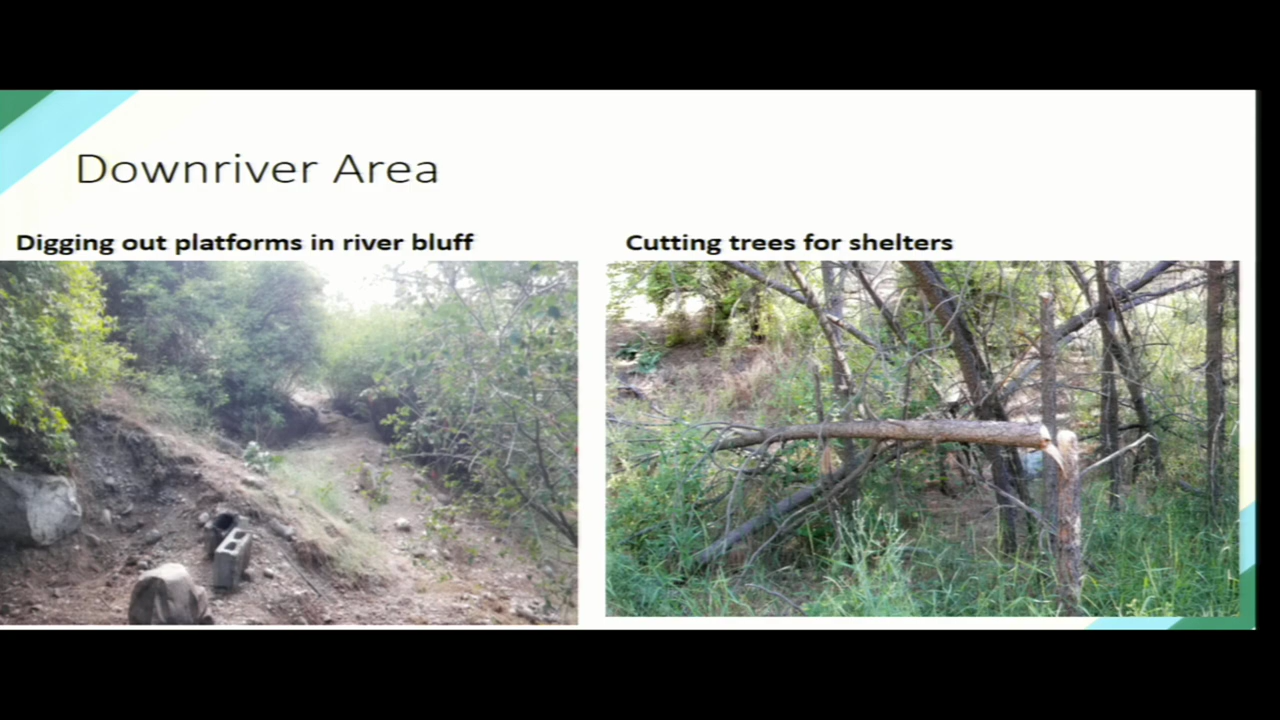 Downriver Area
Digging out platforms in river bluff
Cutting trees for shelters